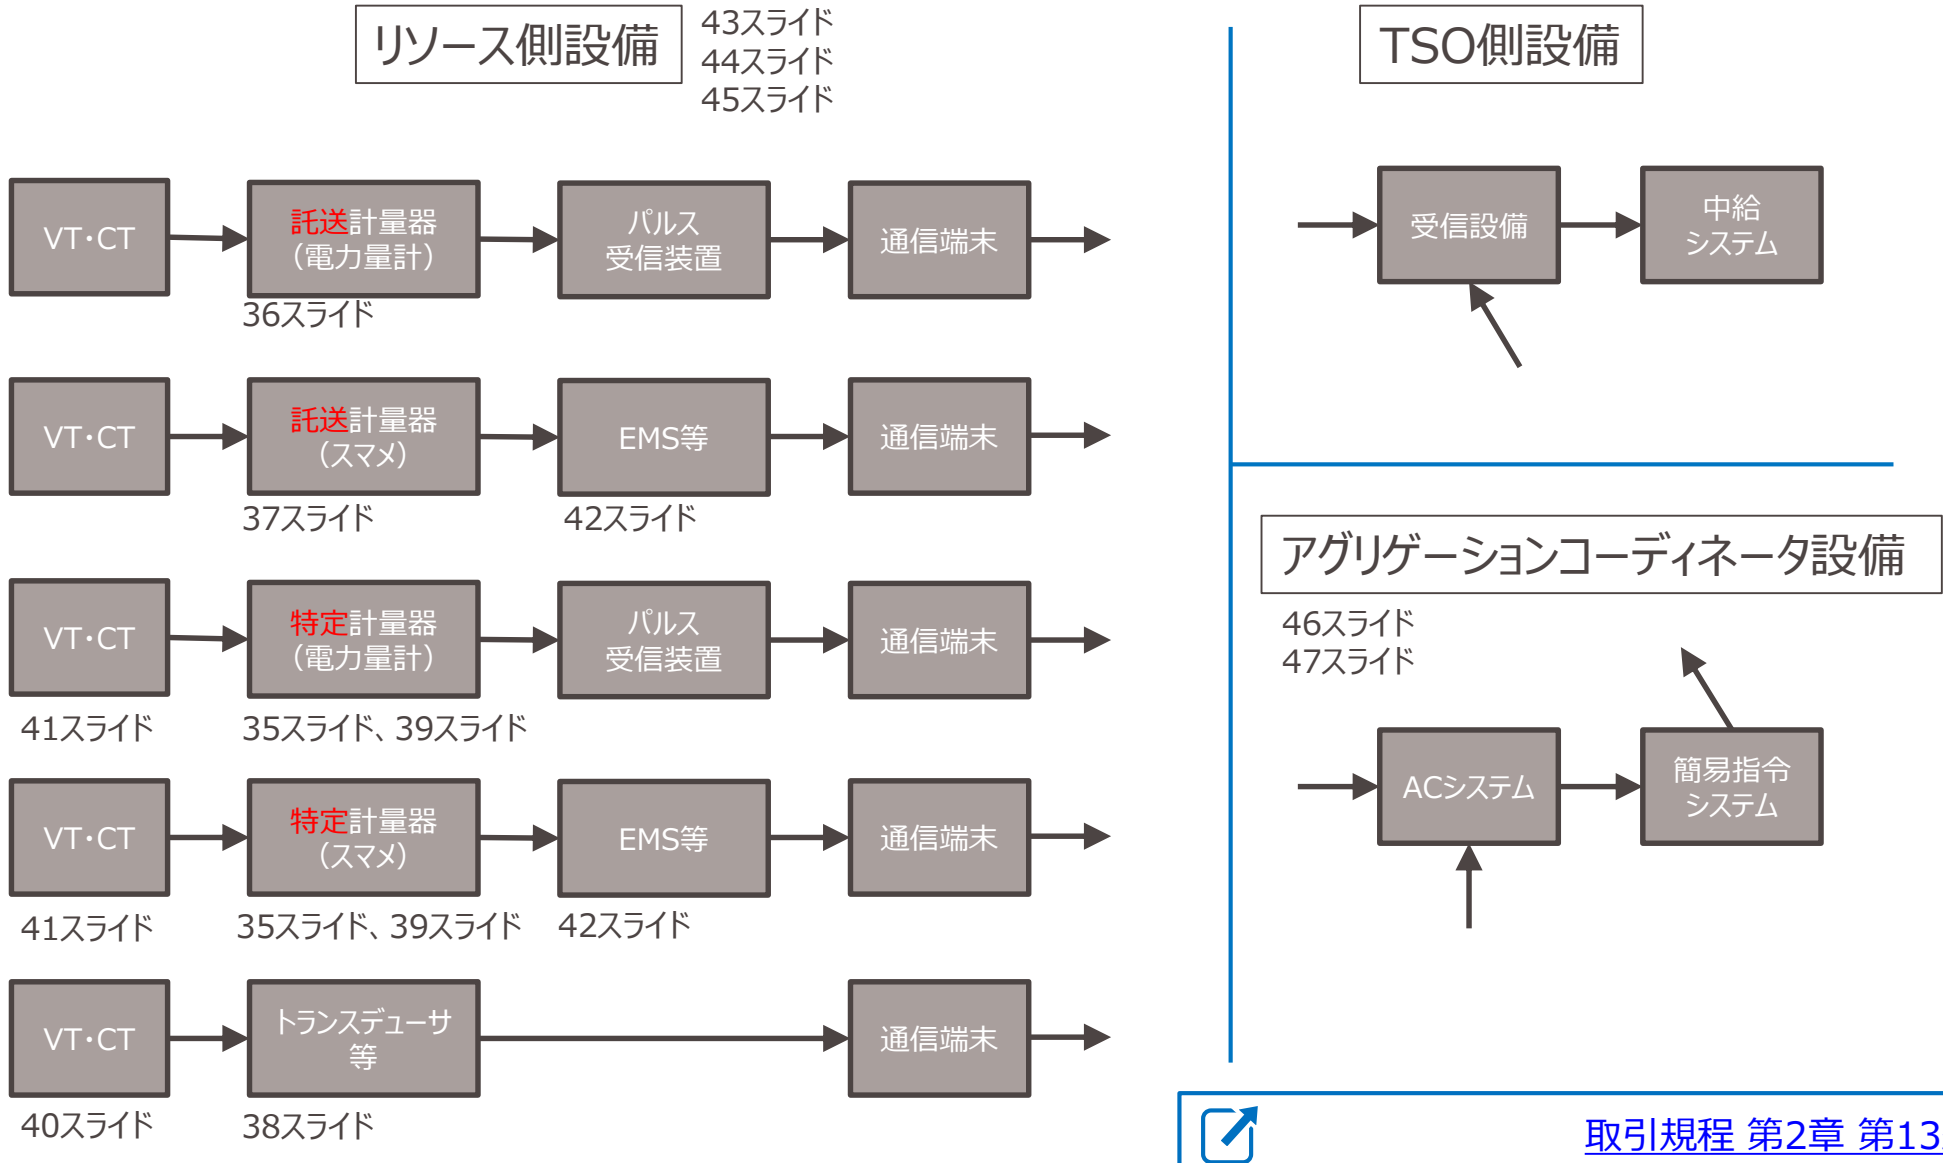 リソース側設備
43スライド
44スライド
45スライド
VT・CT
託送計量器
（電力量計）
パルス
受信装置
通信端末
36スライド
VT・CT
託送計量器
（スマメ）
EMS等
通信端末
37スライド
42スライド
VT・CT
特定計量器
（電力量計）
パルス
受信装置
通信端末
41スライド
35スライド、39スライド
VT・CT
特定計量器
（スマメ）
EMS等
通信端末
41スライド
35スライド、39スライド
42スライド
VT・CT
トランスデューサ
等
通信端末
40スライド
38スライド
TSO側設備
受信設備
中給
システム
アグリゲーションコーディネータ設備
46スライド
47スライド
ACシステム
簡易指令
システム
取引規程 第2章 第13